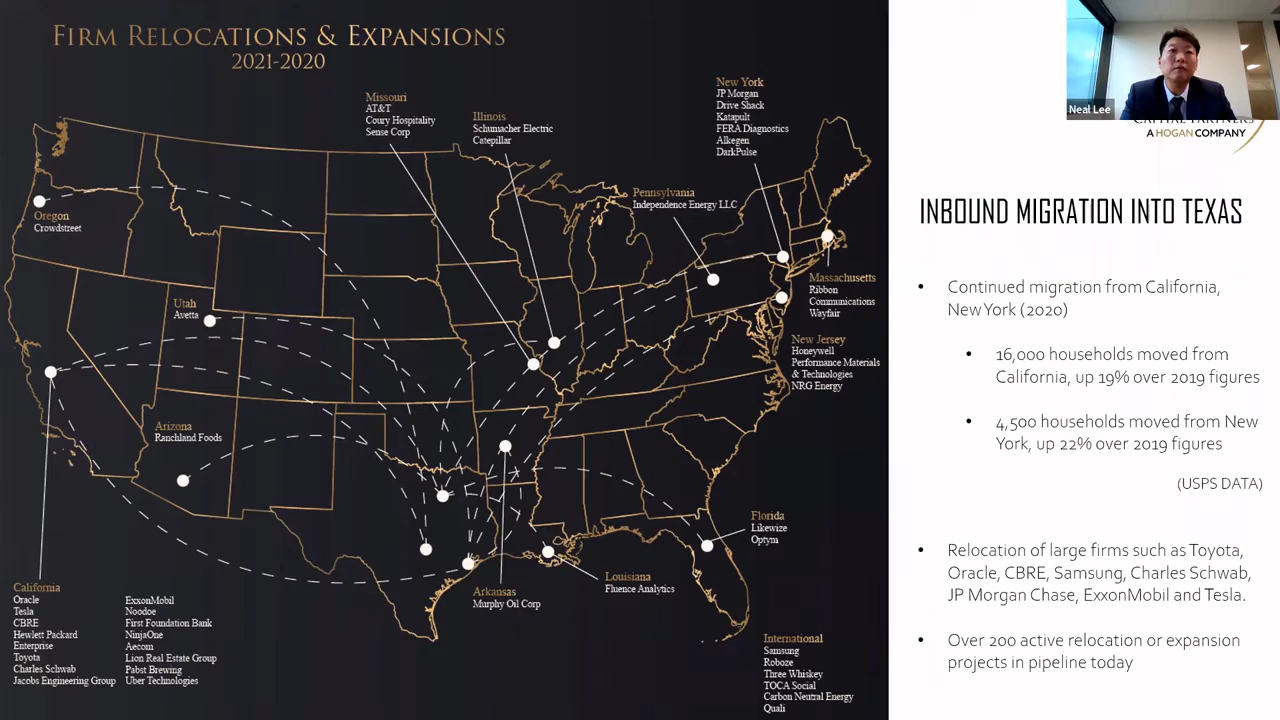 FIRM RELOCATIONS & EXPANSIONS
2021-2020
Missouri
AT&T
Coury Hospitality
Sense Corp
Illinois
Schumacher Electric
Catepillar
New York
JP Morgan
Drive Shack
Katapult
FERA Diagnostics
Alkegen
DarkPulse
Pennsylvania
Independence Energy LLC
Oregon
Crowdstreet
Utah
Avetta
Massachusetts
Ribbon
Communications
Wayfair
New Jersey
Honeywell
Performance Materials
& Technologies
NRG Energy
Arizona
Ranchland Foods
Florida
Likewize
Optym
Louisiana
Fluence Analytics
Arkansas
Murphy Oil Corp
California
Oracle
Tesla
CBRE
Hewlett Packard
Enterprise
Toyota
Charles Schwab
Jacobs Engineering Group
ExxonMobil
Noodoe
First Foundation Bank
NinjaOne
Aecom
Lion Real Estate Group
Pabst Brewing
Uber Technologies
International
Samsung
Roboze
Three Whiskey
TOCA Social
Carbon Neutral Energy
Quali
Neal Lee
CAPITAL PARTNERS
A HOGAN COMPANY
INBOUND MIGRATION INTO TEXAS
• Continued migration from California,
New York (2020)
• 16,000 households moved from
California, up 19% over 2019 figures
• 4,500 households moved from New
York, up 22% over 2019 figures
(USPS DATA)
• Relocation of large firms such as Toyota,
Oracle, CBRE, Samsung, Charles Schwab,
JP Morgan Chase, ExxonMobil and Tesla.
• Over 200 active relocation or expansion
projects in pipeline today